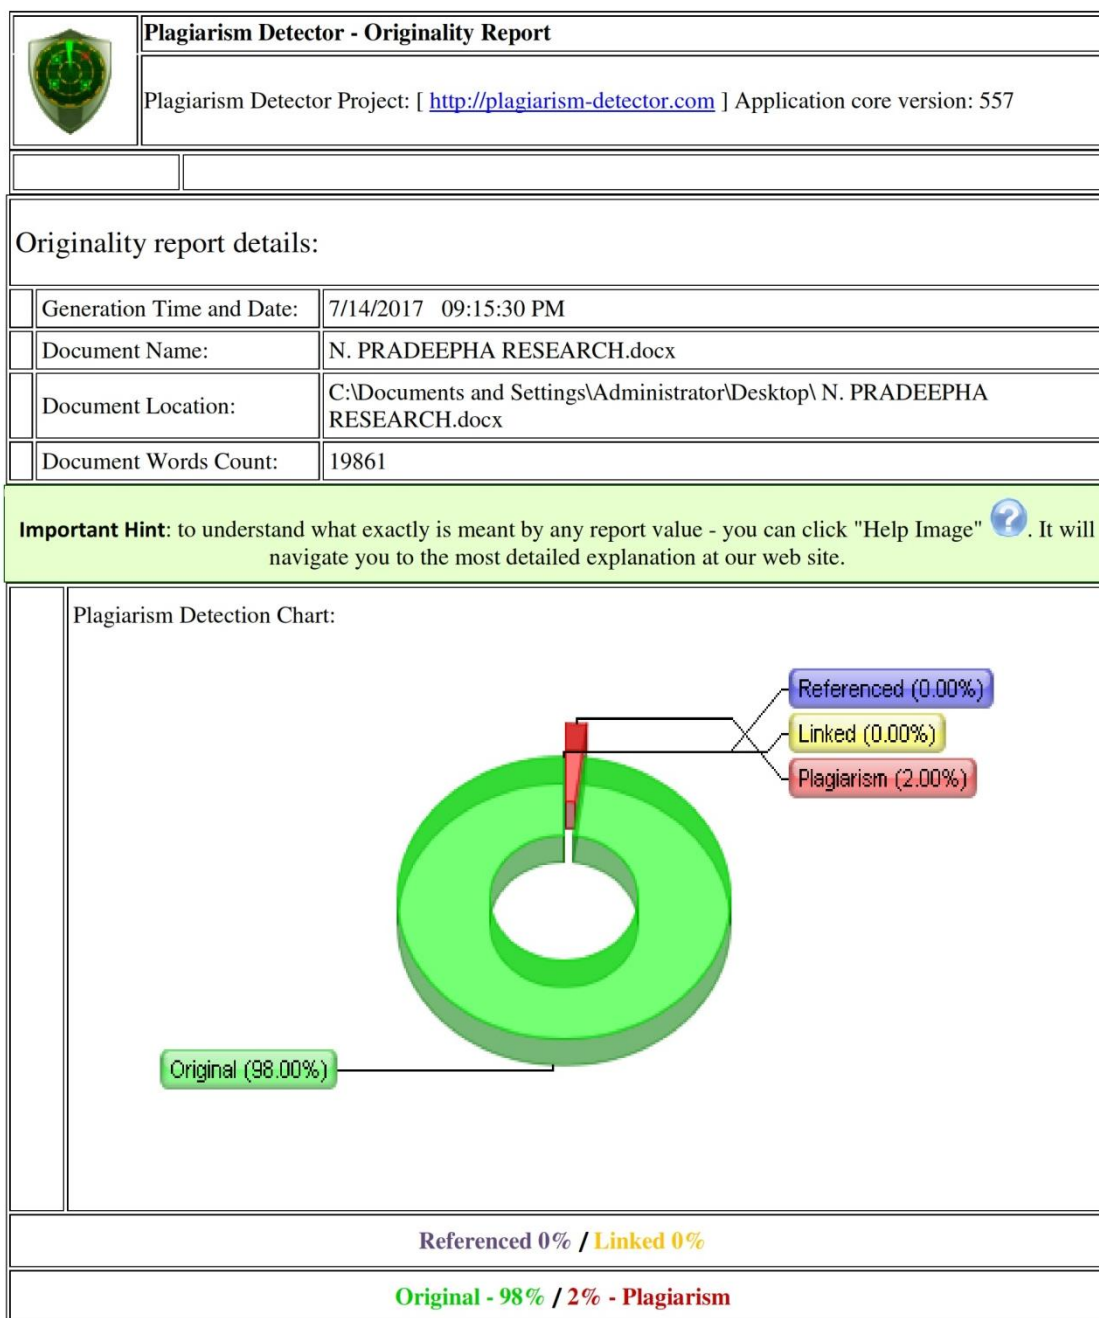 Plagiarism Detector - Originality Report
Plagiarism Detector Project: [ http://plagiarism-detector.com ] Application core version: 557
Originality report details:
Generation Time and Date: 7/14/2017 09:15:30 PM
Document Name: N. PRADEEPHA RESEARCH.docx
Document Location: C:\Documents and Settings\Administrator\Desktop\ N. PRADEEPHA
RESEARCH.docx
Document Words Count: 19861
Important Hint: to understand what exactly is meant by any report value - you can click "Help Image" ? . It will
navigate you to the most detailed explanation at our web site.
Plagiarism Detection Chart:
Referenced (0.00%)
Linked (0.00%)
Plagiarism (2.00%)
Original (98.00%)
Referenced 0% / Linked 0%
Original - 98% / 2% - Plagiarism